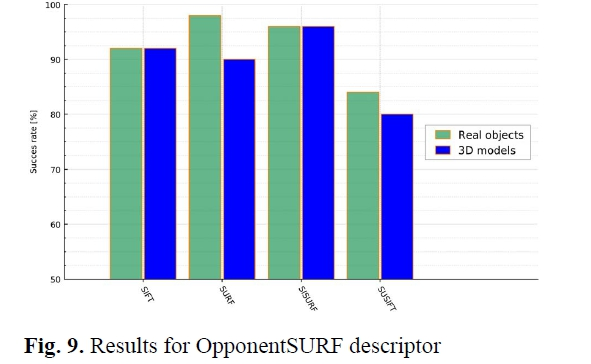 100
90
80
70
60
50
Succes rate [%]
Real objects
3D models
SIFT
SURF
SISURF
SUSIFT
Fig. 9. Results for OpponentSURF descriptor